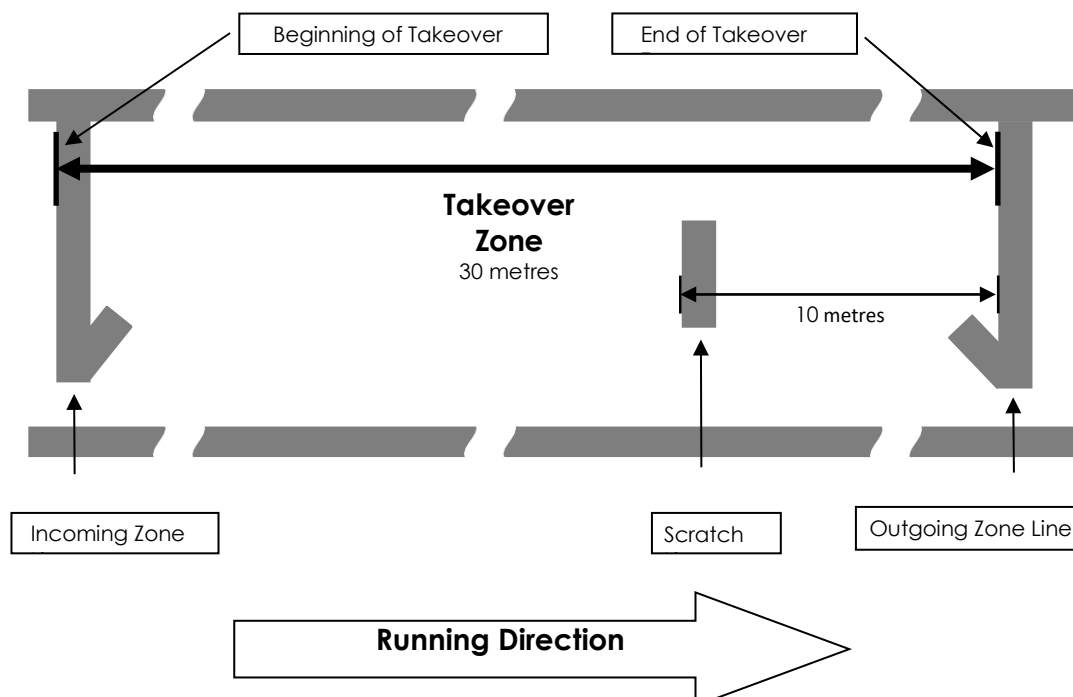 Beginning of Takeover
End of Takeover
Takeover
Zone
30 metres
10 metres
Incoming Zone
Scratch
Outgoing Zone Line
Running Direction